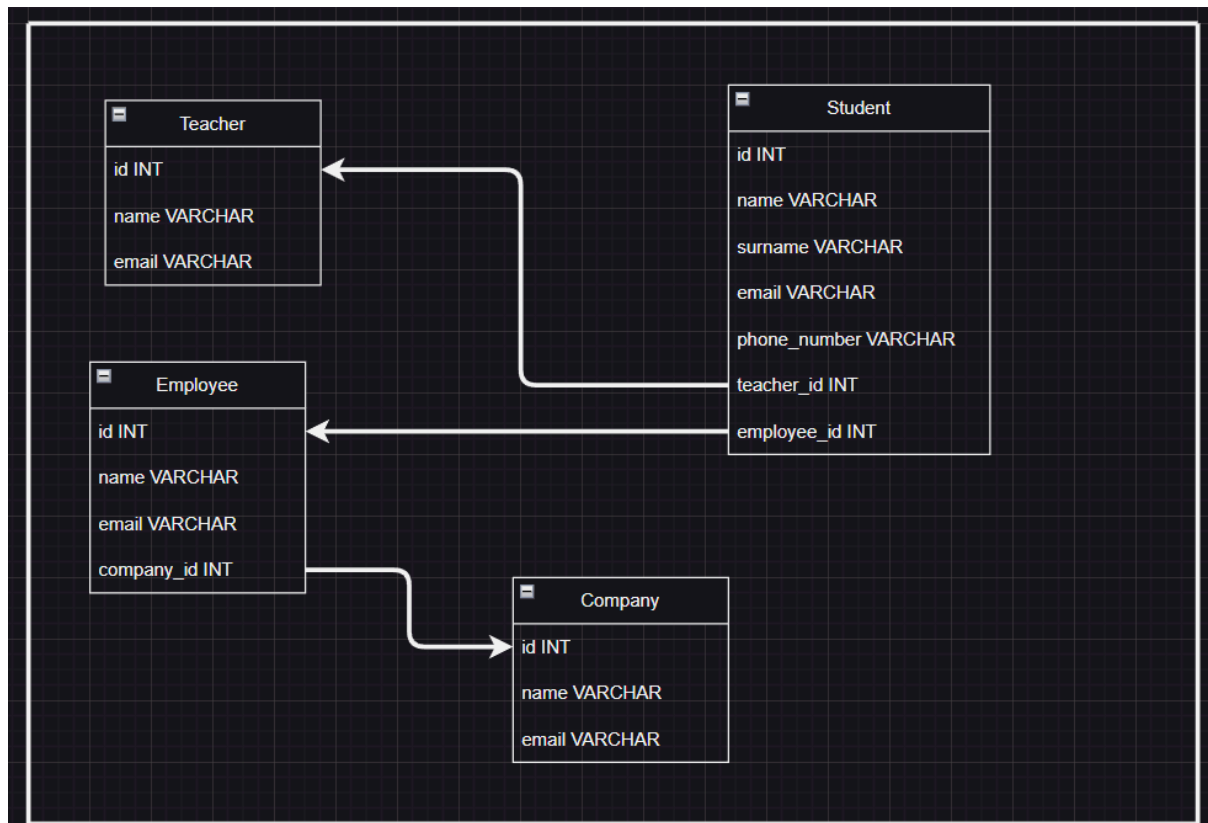 Teacher
id INT
name VARCHAR
email VARCHAR
Student
id INT
name VARCHAR
surname VARCHAR
email VARCHAR
phone_number VARCHAR
teacher_id INT
employee_id INT
Employee
id INT
name VARCHAR
email VARCHAR
company_id INT
Company
id INT
name VARCHAR
email VARCHAR